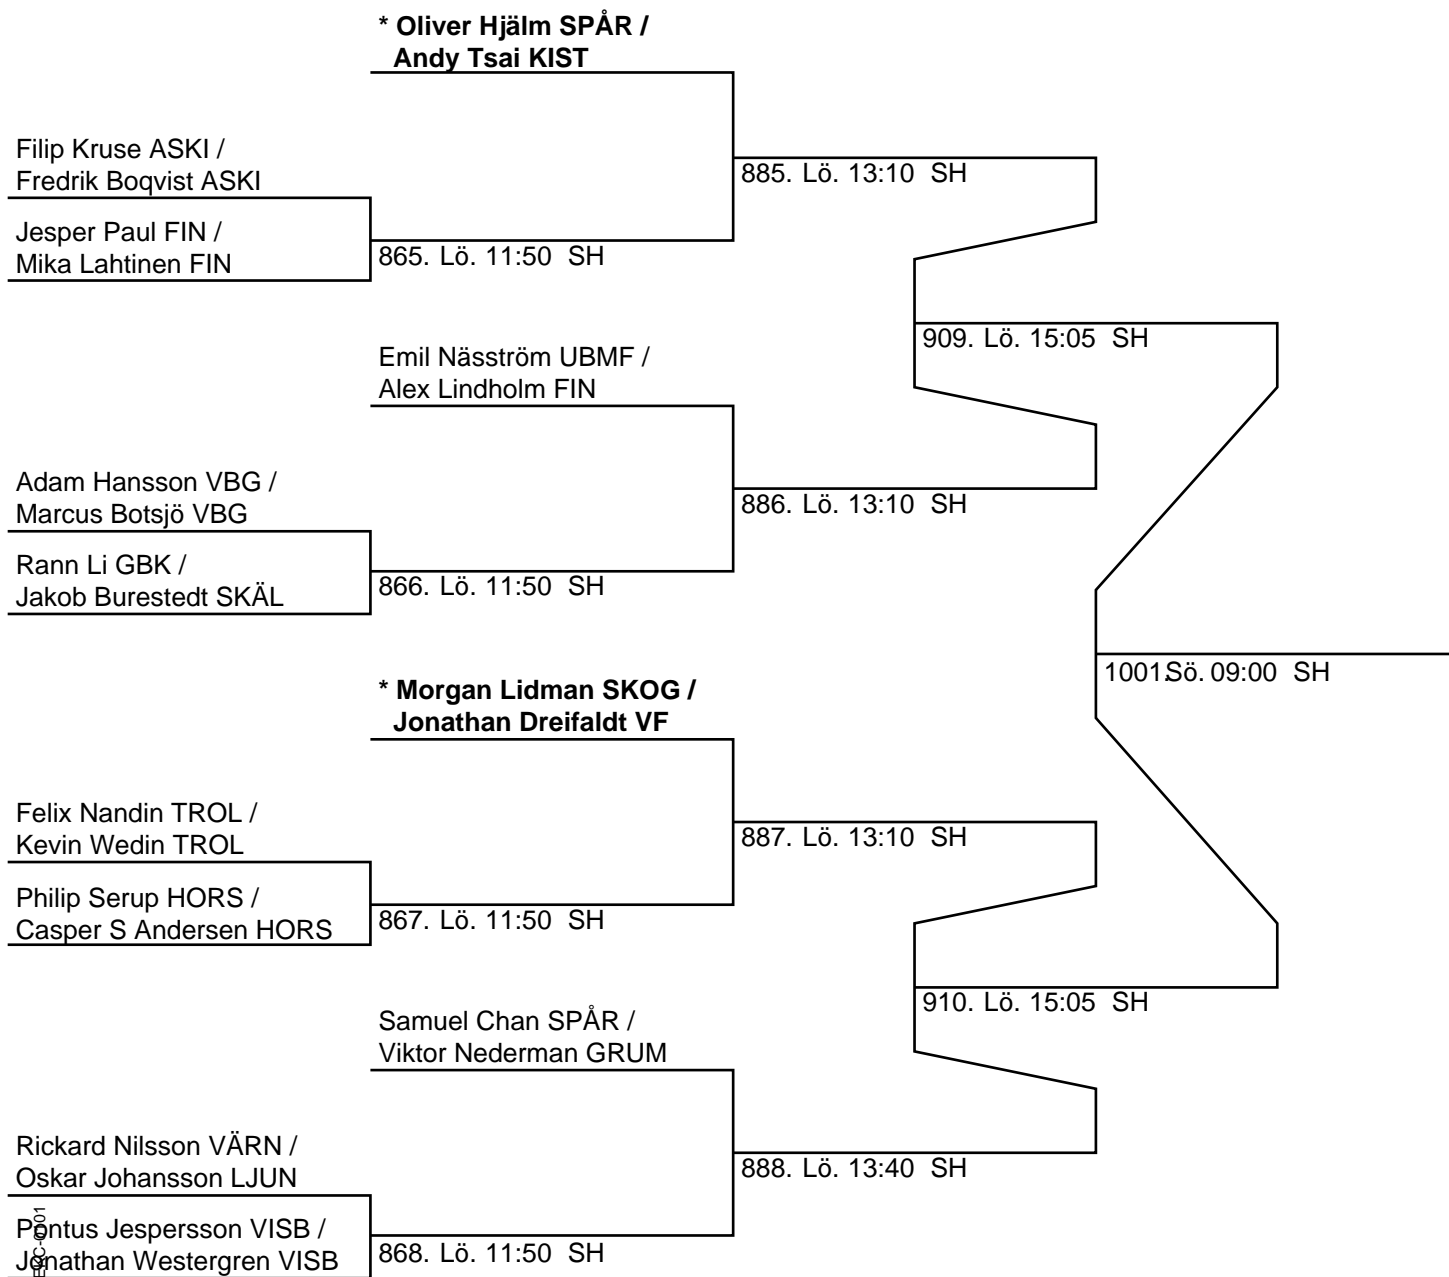 * Oliver Hjälm SPÅR /
Andy Tsai KIST
Filip Kruse ASKI /
Fredrik Boqvist ASKI
885. Lö. 13:10 SH
Jesper Paul FIN /
Mika Lahtinen FIN
865. Lö. 11:50 SH
909. Lö. 15:05 SH
Emil Näsström UBMF /
Alex Lindholm FIN
Adam Hansson VBG /
Marcus Botsjö VBG
886. Lö. 13:10 SH
Rann Li GBK /
Jakob Burestedt SKÄL
866. Lö. 11:50 SH
1001.Sö. 09:00 SH
* Morgan Lidman SKOG /
Jonathan Dreifaldt VF
Felix Nandin TROL /
Kevin Wedin TROL
887. Lö. 13:10 SH
Philip Serup HORS /
Casper S Andersen HORS
867. Lö. 11:50 SH
910. Lö. 15:05 SH
Samuel Chan SPÅR /
Viktor Nederman GRUM
Rickard Nilsson VÄRN /
Oskar Johansson LJUN
888. Lö. 13:40 SH
Pontus Jespersson VISB /
Jonathan Westergren VISB
868. Lö. 11:50 SH